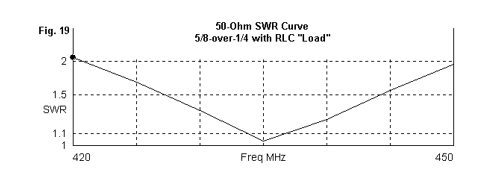 Fig. 19
50-Ohm SWR Curve
5/8-over-1/4 with RLC "Load"
2
1.5
SWR
1.1
1
420
Freq MHz
450